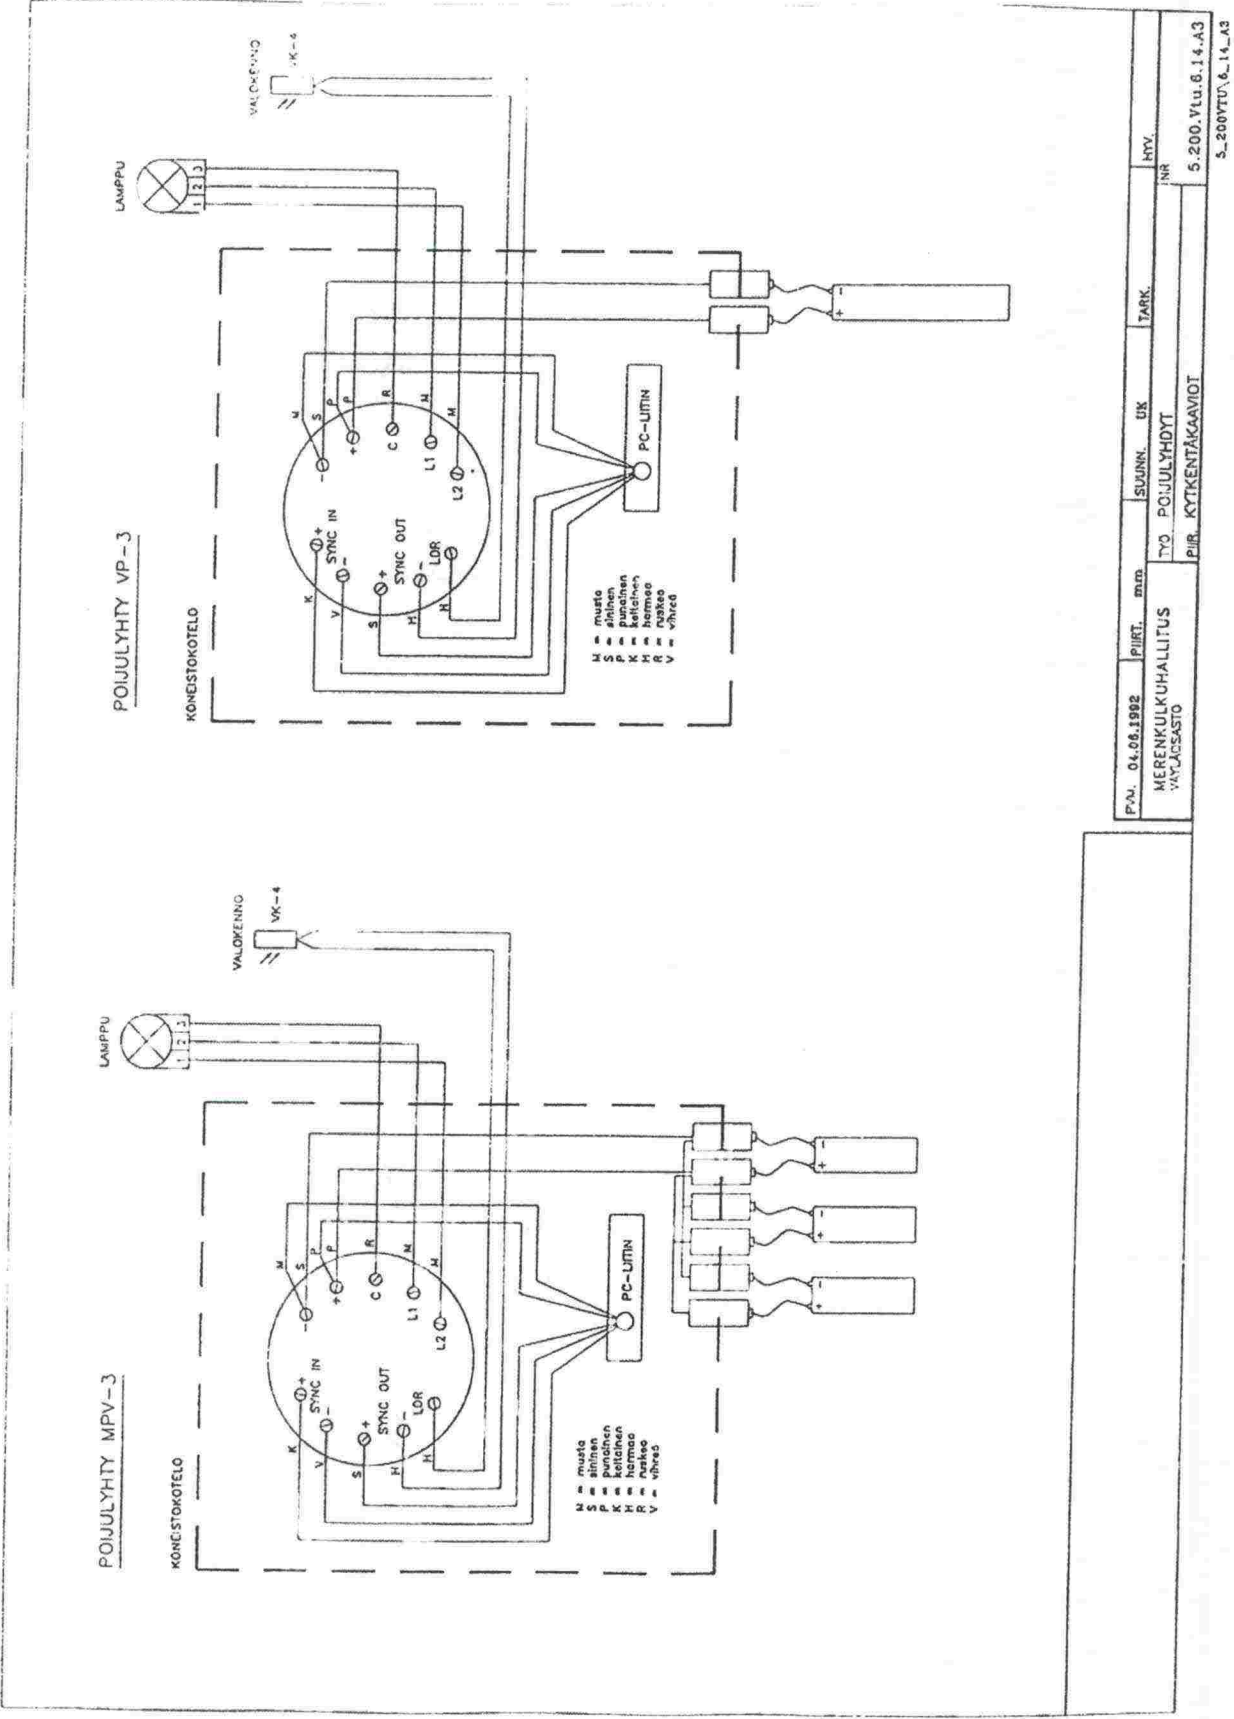 POIJULYHTY MPV-3
KONEISTOKOTELO
LAMPPU
1 2 3
VALOKENNO
VK-4
M
S
P
P
R
M
M
-
+
C
L1
L2
K
V
S
H
H
+
SYNC IN
-
+
SYNC OUT
-
LDR
PC-LIITIN
M = musta
S = sininen
P = punainen
K = keltainen
H = harmaa
R = ruskea
V = vihreä
+ -
+ -
+ -
POIJULYHTY VP-3
KONEISTOKOTELO
LAMPPU
1 2 3
VALOKENNO
VK-4
M
S
P
P
R
M
M
-
+
C
L1
L2
K
V
S
H
H
+
SYNC IN
-
+
SYNC OUT
-
LDR
PC-LIITIN
M = musta
S = sininen
P = punainen
K = keltainen
H = harmaa
R = ruskea
V = vihreä
+ -
PVM. 04.06.1992 PIIRT. mm SUUNN. UK TARK. HYV.
MERENKULKUHALLITUS
VÄYLÄOSASTO
TYÖ POIJULYHDYT
PIIR. KYTKENTÄKAAVIOT
NR
5.200.Vtu.6.14.A3
5_200VTU\6_14_A3